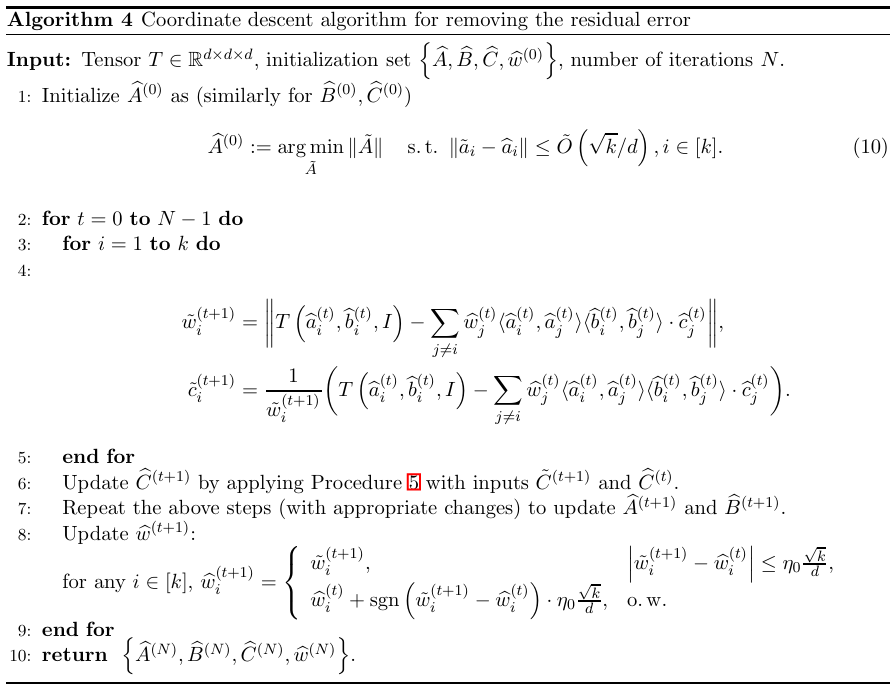 Algorithm 4 Coordinate descent algorithm for removing the residual error
Input: Tensor $T \in \mathbb{R}^{d \times d \times d}$, initialization set $\left\{\widehat{A}, \widehat{B}, \widehat{C}, \widehat{w}^{(0)}\right\}$, number of iterations $N$.
1: Initialize $\widehat{A}^{(0)}$ as (similarly for $\widehat{B}^{(0)}, \widehat{C}^{(0)}$)
$\widehat{A}^{(0)} := \underset{\tilde{A}}{\arg\min} \|\tilde{A}\| \quad \text{s.t. } \|\tilde{a}_i - \widehat{a}_i\| \leq \tilde{O}\left(\sqrt{k}/d\right), i \in [k].$ (10)
2: for $t = 0$ to $N - 1$ do
3: for $i = 1$ to $k$ do
4:
$\tilde{w}_i^{(t+1)} = \left\| T\left(\widehat{a}_i^{(t)}, \widehat{b}_i^{(t)}, I\right) - \sum_{j \neq i} \widehat{w}_j^{(t)} \langle \widehat{a}_i^{(t)}, \widehat{a}_j^{(t)} \rangle \langle \widehat{b}_i^{(t)}, \widehat{b}_j^{(t)} \rangle \cdot \widehat{c}_j^{(t)} \right\|,$
$\tilde{c}_i^{(t+1)} = \frac{1}{\tilde{w}_i^{(t+1)}} \left( T\left(\widehat{a}_i^{(t)}, \widehat{b}_i^{(t)}, I\right) - \sum_{j \neq i} \widehat{w}_j^{(t)} \langle \widehat{a}_i^{(t)}, \widehat{a}_j^{(t)} \rangle \langle \widehat{b}_i^{(t)}, \widehat{b}_j^{(t)} \rangle \cdot \widehat{c}_j^{(t)} \right).$
5: end for
6: Update $\widehat{C}^{(t+1)}$ by applying Procedure 5 with inputs $\tilde{C}^{(t+1)}$ and $\widehat{C}^{(t)}$.
7: Repeat the above steps (with appropriate changes) to update $\widehat{A}^{(t+1)}$ and $\widehat{B}^{(t+1)}$.
8: Update $\widehat{w}^{(t+1)}$:
for any $i \in [k]$, $\widehat{w}_i^{(t+1)} = \begin{cases} \tilde{w}_i^{(t+1)}, & \left|\tilde{w}_i^{(t+1)} - \widehat{w}_i^{(t)}\right| \leq \eta_0 \frac{\sqrt{k}}{d}, \\ \widehat{w}_i^{(t)} + \text{sgn}\left(\tilde{w}_i^{(t+1)} - \widehat{w}_i^{(t)}\right) \cdot \eta_0 \frac{\sqrt{k}}{d}, & \text{o.w.} \end{cases}$
9: end for
10: return $\left\{\widehat{A}^{(N)}, \widehat{B}^{(N)}, \widehat{C}^{(N)}, \widehat{w}^{(N)}\right\}$.